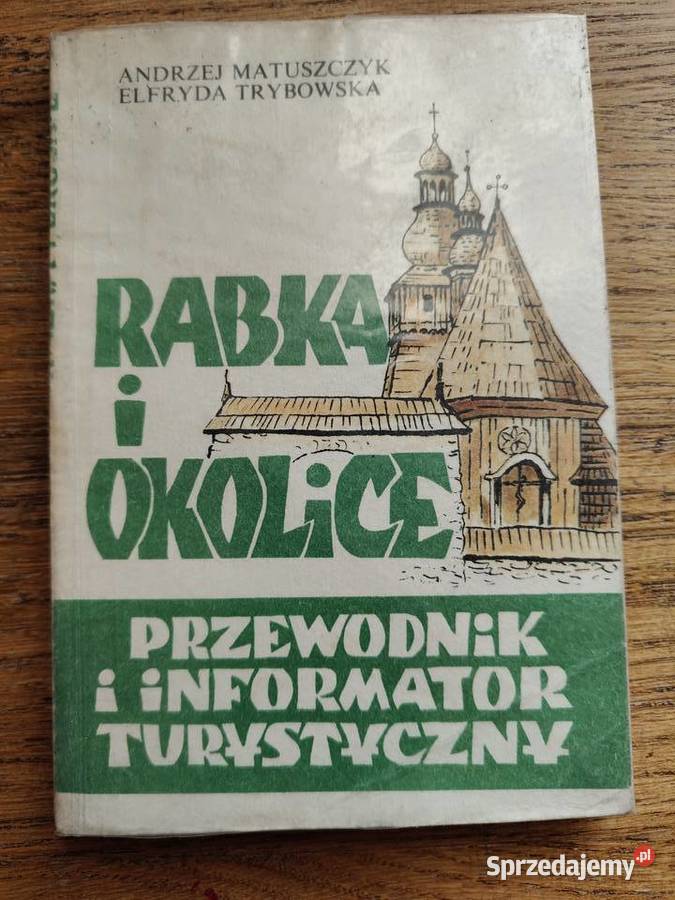 ANDRZEJ MATUSZCZYK
ELFRYDA TRYBOWSKA
RABKA
i
OKOLiCE
PRZEWODNiK
i iNFORMATOR
TURYSTYCZNY
Sprzedajemy.pl